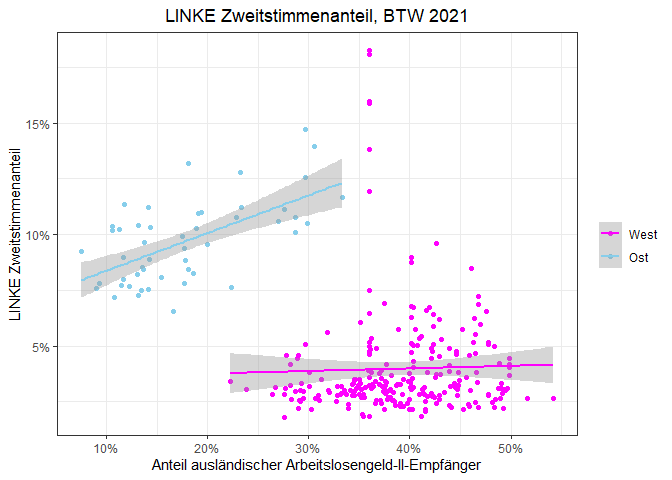 LINKE Zweitstimmenanteil, BTW 2021
LINKE Zweitstimmenanteil
15%
10%
5%
West
Ost
10%
20%
30%
40%
50%
Anteil ausländischer Arbeitslosengeld-II-Empfänger